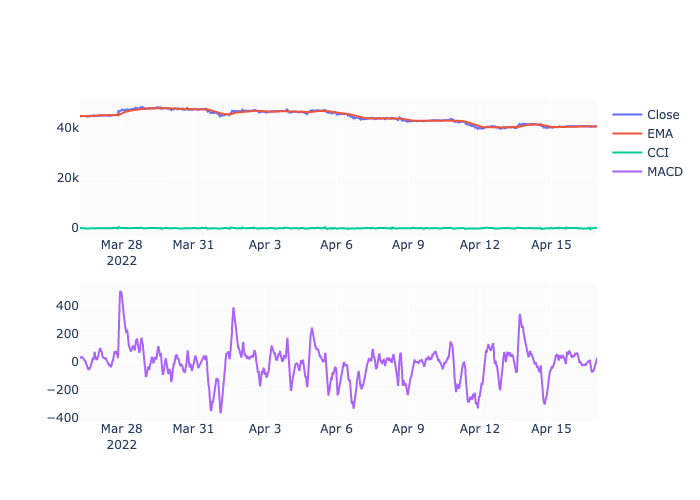 40k
20k
0
Mar 28
2022
Mar 31
Apr 3
Apr 6
Apr 9
Apr 12
Apr 15
Close
EMA
CCI
MACD
400
200
0
−200
−400
Mar 28
2022
Mar 31
Apr 3
Apr 6
Apr 9
Apr 12
Apr 15